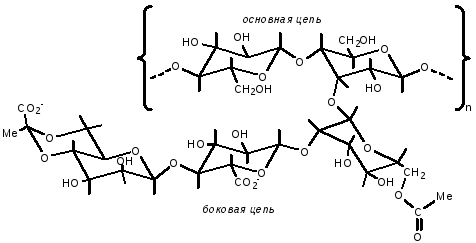 основная цепь
HO OH CH₂OH
O O O
CH₂OH HO
CO₂⁻ O n
Me O HO OH
O OH O O HO O
HO CO₂⁻ OH CH₂
O Me
боковая цепь C
O